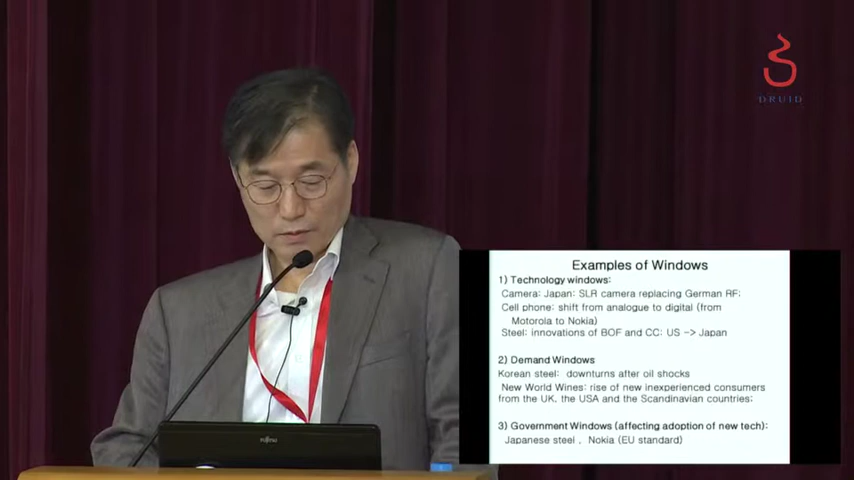 DRUID
Examples of Windows
1) Technology windows:
Camera: Japan: SLR camera replacing German RF:
Cell phone: shift from analogue to digital (from
Motorola to Nokia)
Steel: innovations of BOF and CC: US -> Japan
2) Demand Windows
Korean steel: downturns after oil shocks
New World Wines: rise of new inexperienced consumers
from the UK, the USA and the Scandinavian countries:
3) Government Windows (affecting adoption of new tech):
Japanese steel , Nokia (EU standard)
FUJITSU